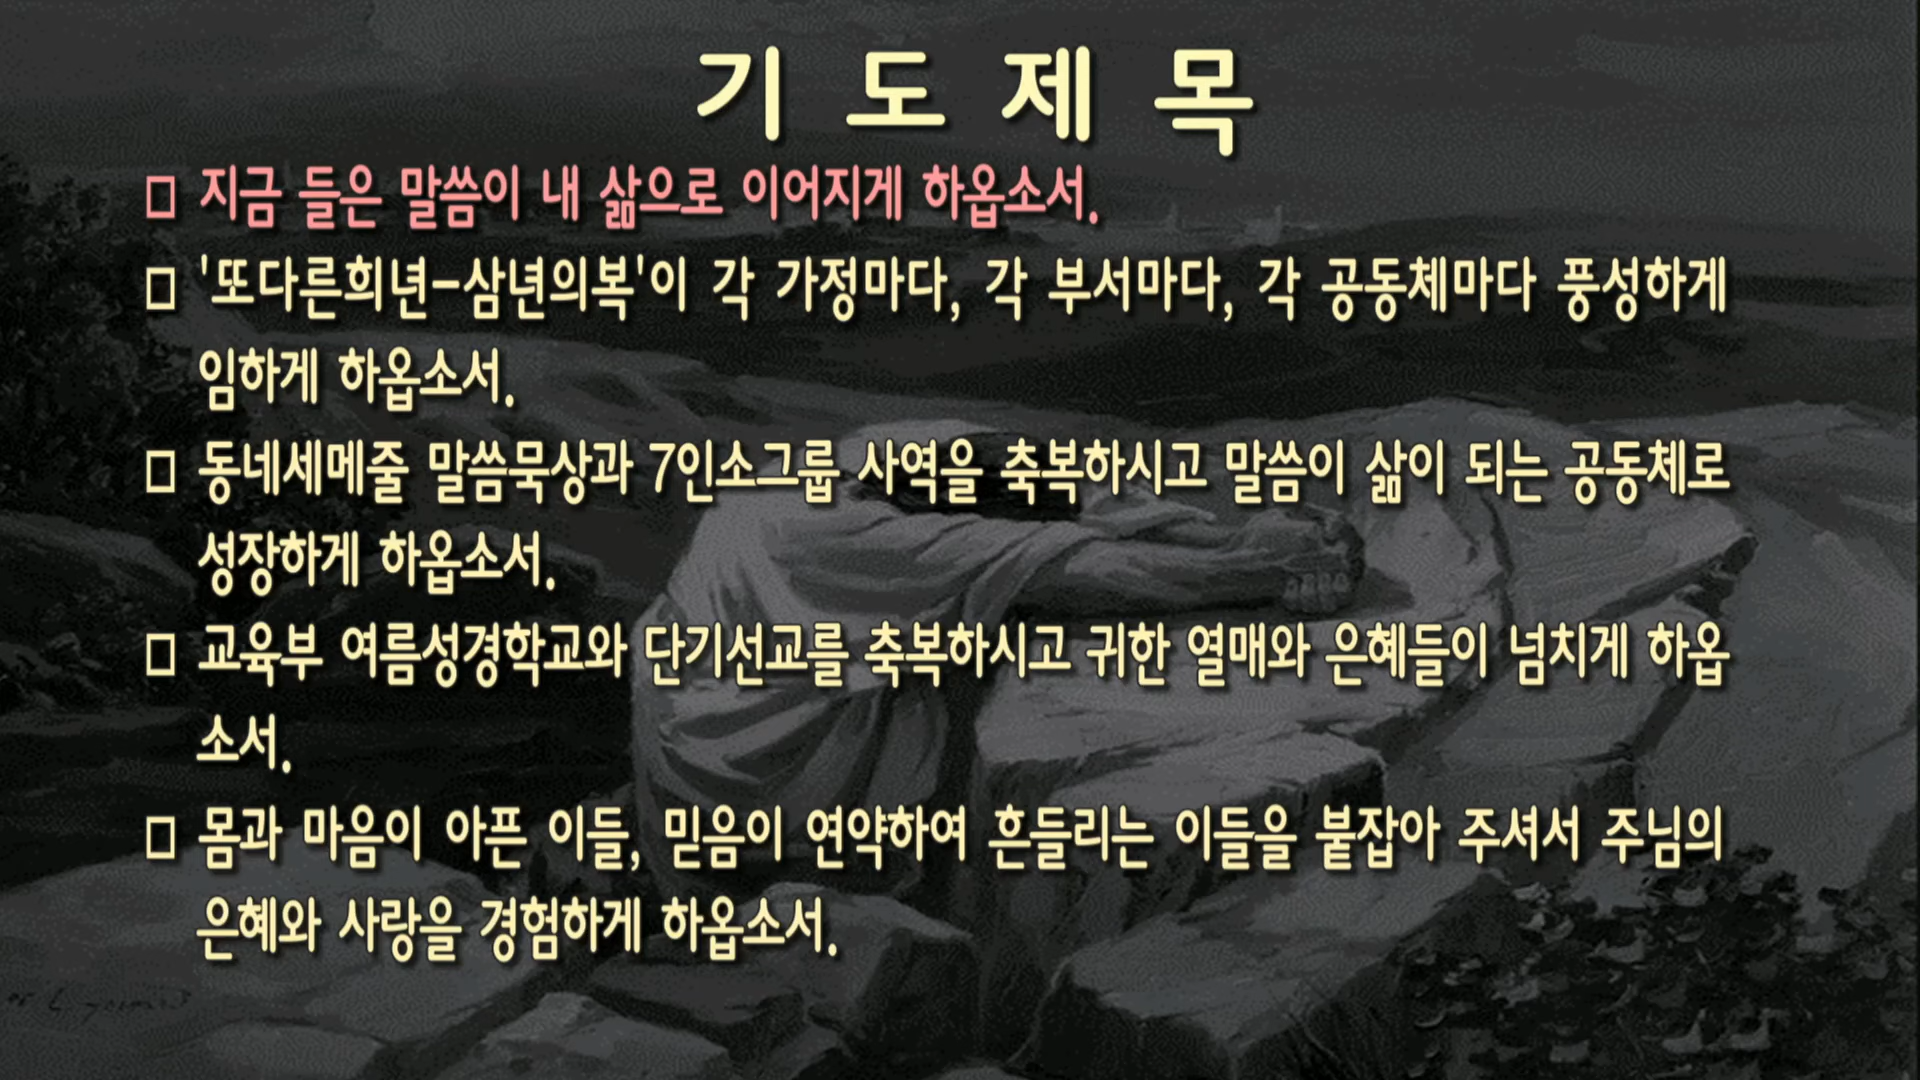 기 도 제 목
□ 지금 들은 말씀이 내 삶으로 이어지게 하옵소서.
□ '또다른희년-삼년의복'이 각 가정마다, 각 부서마다, 각 공동체마다 풍성하게
임하게 하옵소서.
□ 동네세메줄 말씀묵상과 7인소그룹 사역을 축복하시고 말씀이 삶이 되는 공동체로
성장하게 하옵소서.
□ 교육부 여름성경학교와 단기선교를 축복하시고 귀한 열매와 은혜들이 넘치게 하옵
소서.
□ 몸과 마음이 아픈 이들, 믿음이 연약하여 흔들리는 이들을 붙잡아 주셔서 주님의
은혜와 사랑을 경험하게 하옵소서.